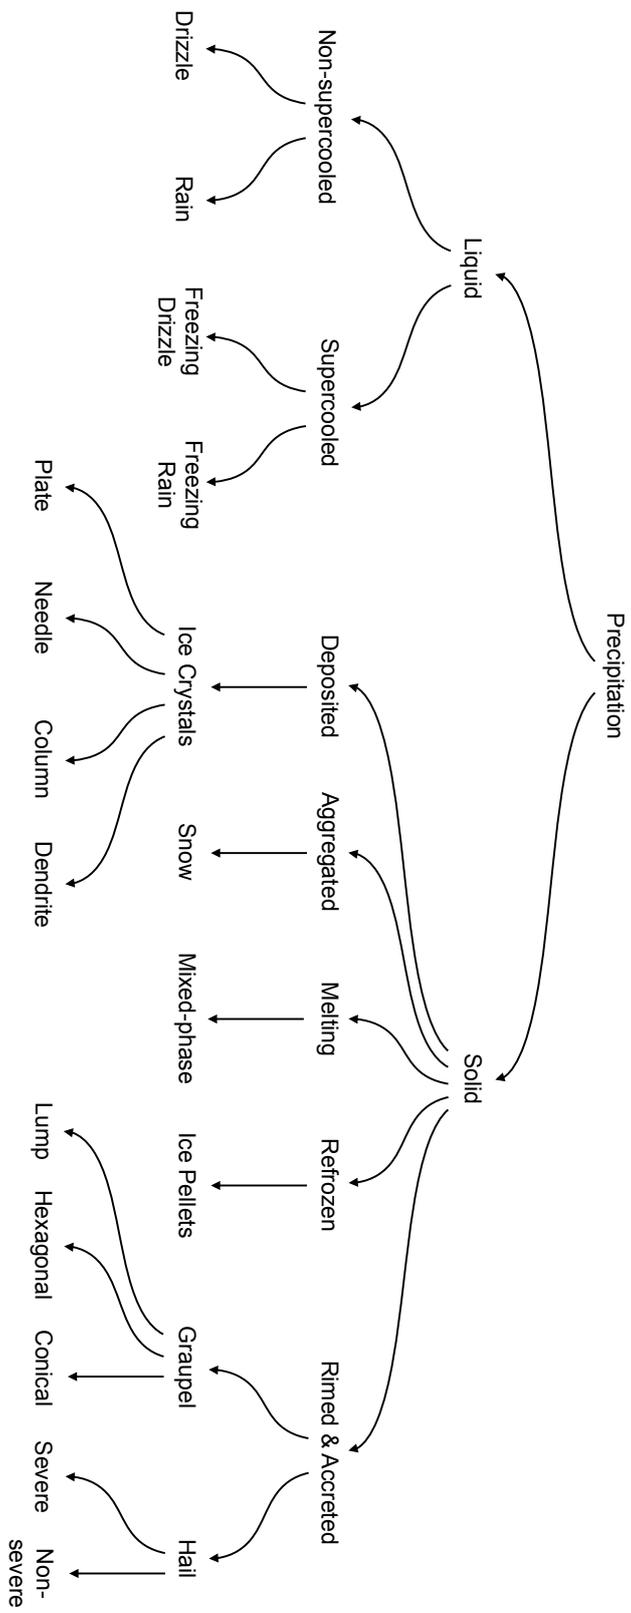 Precipitation
Liquid
Solid
Non-supercooled
Supercooled
Deposited
Aggregated
Melting
Refrozen
Rimed & Accreted
Drizzle
Rain
Freezing
Drizzle
Freezing
Rain
Ice Crystals
Snow
Mixed-phase
Ice Pellets
Graupel
Hail
Plate
Needle
Column
Dendrite
Lump
Hexagonal
Conical
Severe
Non-
severe